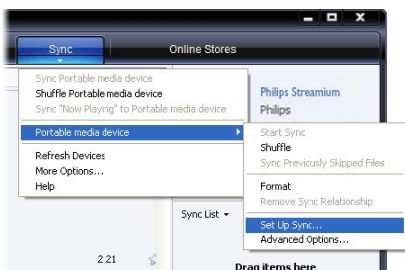 Sync
Online Stores
Sync Portable media device
Shuffle Portable media device
Sync "Now Playing" to Portable media device
Portable media device
Refresh Devices
More Options...
Help
Philips Streamium
Philips
Start Sync
Shuffle
Sync Previously Skipped Files
Format
Remove Sync Relationship
Set Up Sync...
Advanced Options...
Sync List
2 21
Drag items here